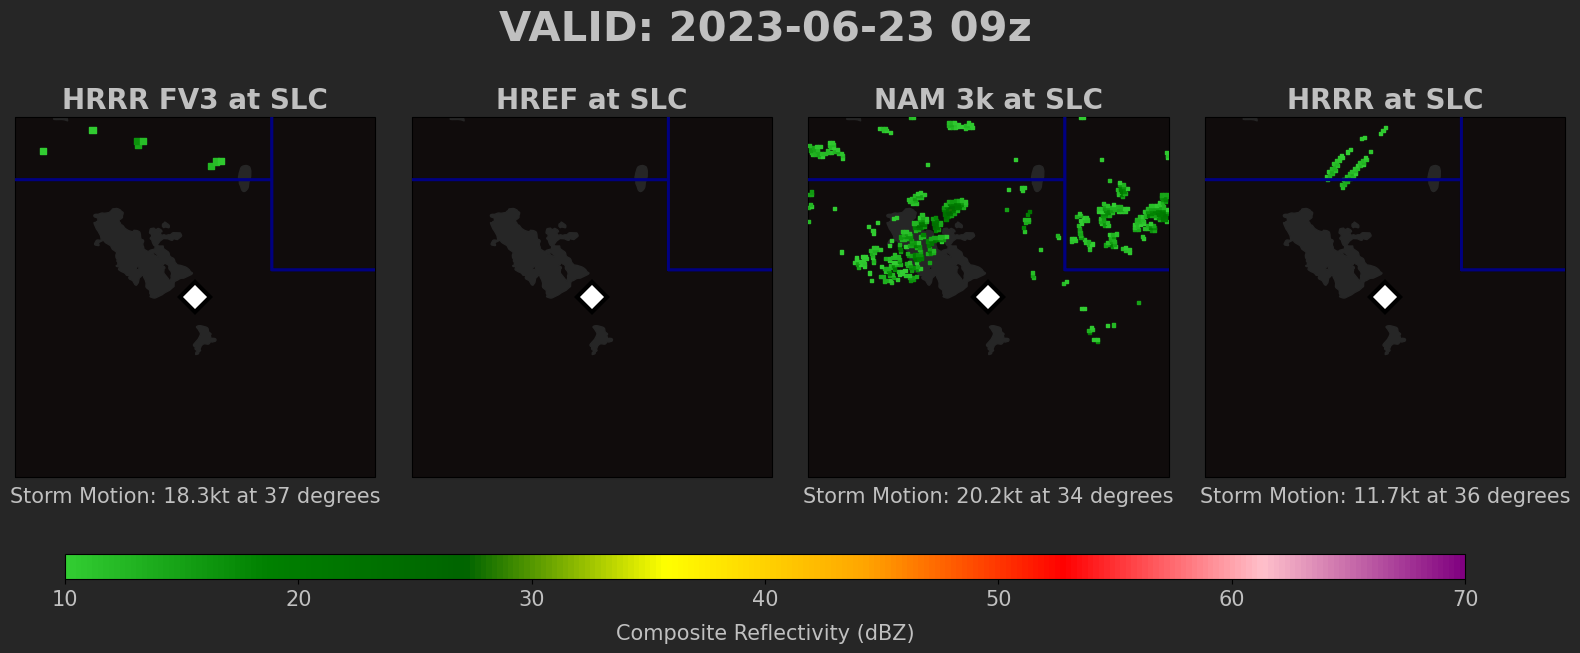 VALID: 2023-06-23 09z
HRRR FV3 at SLC
HREF at SLC
NAM 3k at SLC
HRRR at SLC
Storm Motion: 18.3kt at 37 degrees
Storm Motion: 20.2kt at 34 degrees
Storm Motion: 11.7kt at 36 degrees
10 20 30 40 50 60 70
Composite Reflectivity (dBZ)